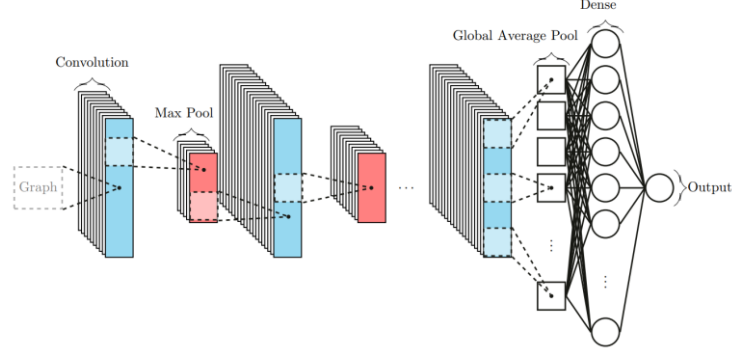 Dense
Global Average Pool
Convolution
Max Pool
Graph
...
Output
⋮
⋮